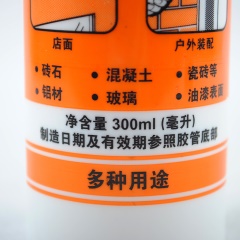 店面 户外装配
• 砖石 • 混凝土 • 瓷砖等
• 铝材 • 玻璃 • 油漆表面
净含量 300ml (毫升)
制造日期及有效期参照胶管底部
多种用途